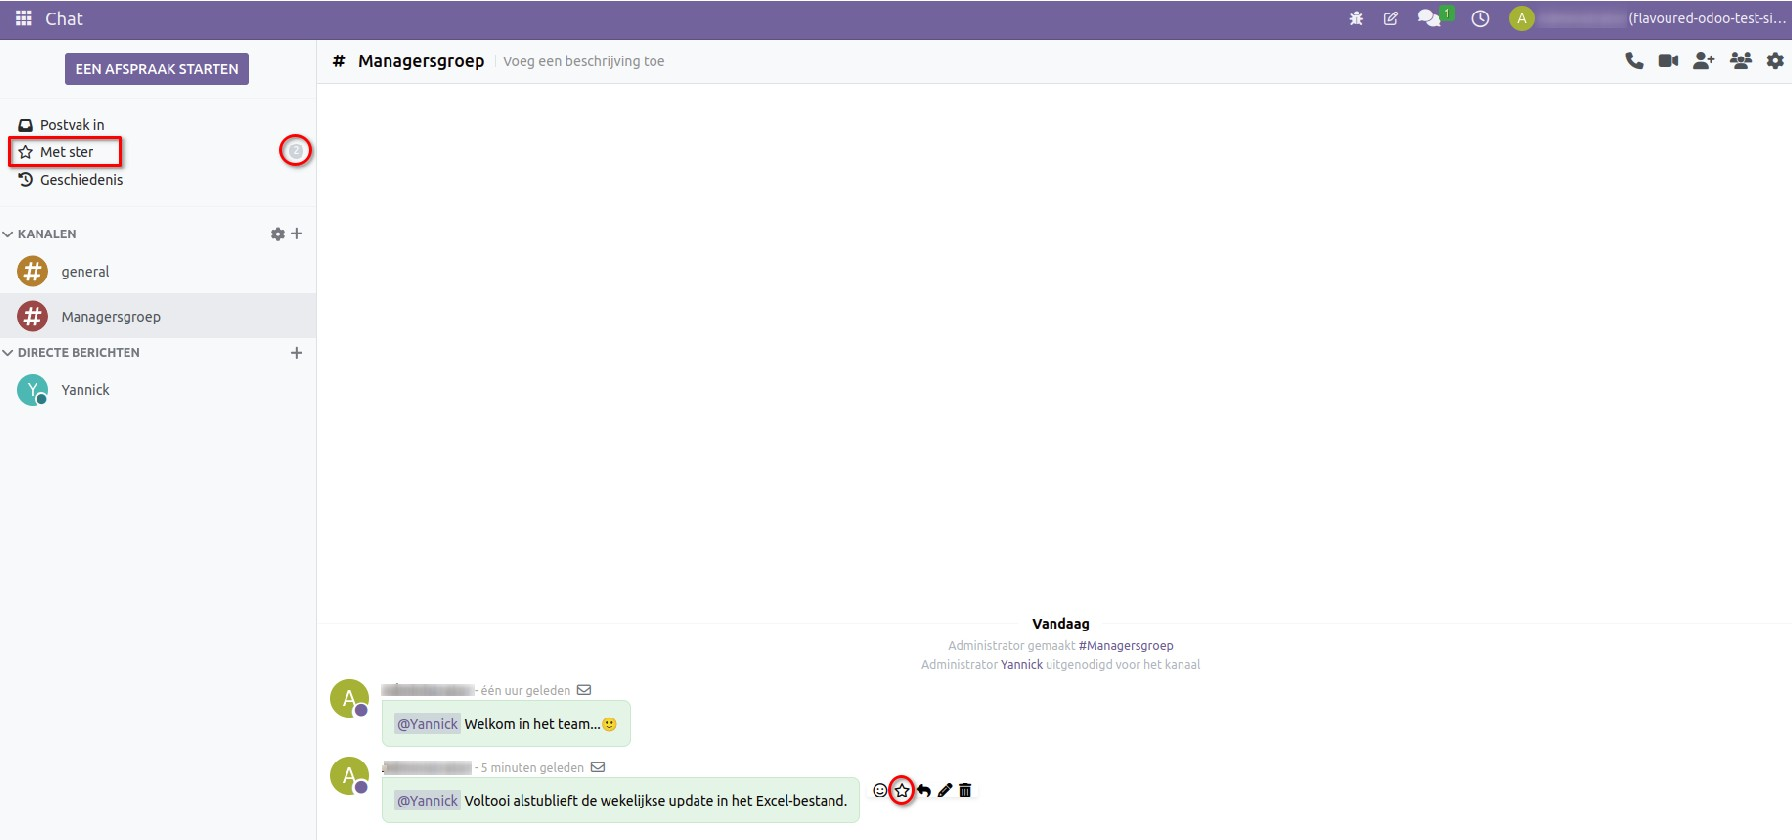 Chat
1
A
(flavoured-odoo-test-si...
EEN AFSPRAAK STARTEN
# Managersgroep Voeg een beschrijving toe
Postvak in
Met ster 2
Geschiedenis
KANALEN
# general
# Managersgroep
DIRECTE BERICHTEN
Y Yannick
Vandaag
Administrator gemaakt #Managersgroep
Administrator Yannick uitgenodigd voor het kanaal
A
- één uur geleden
@Yannick Welkom in het team...🙂
A
- 5 minuten geleden
@Yannick Voltooi alstublieft de wekelijkse update in het Excel-bestand.